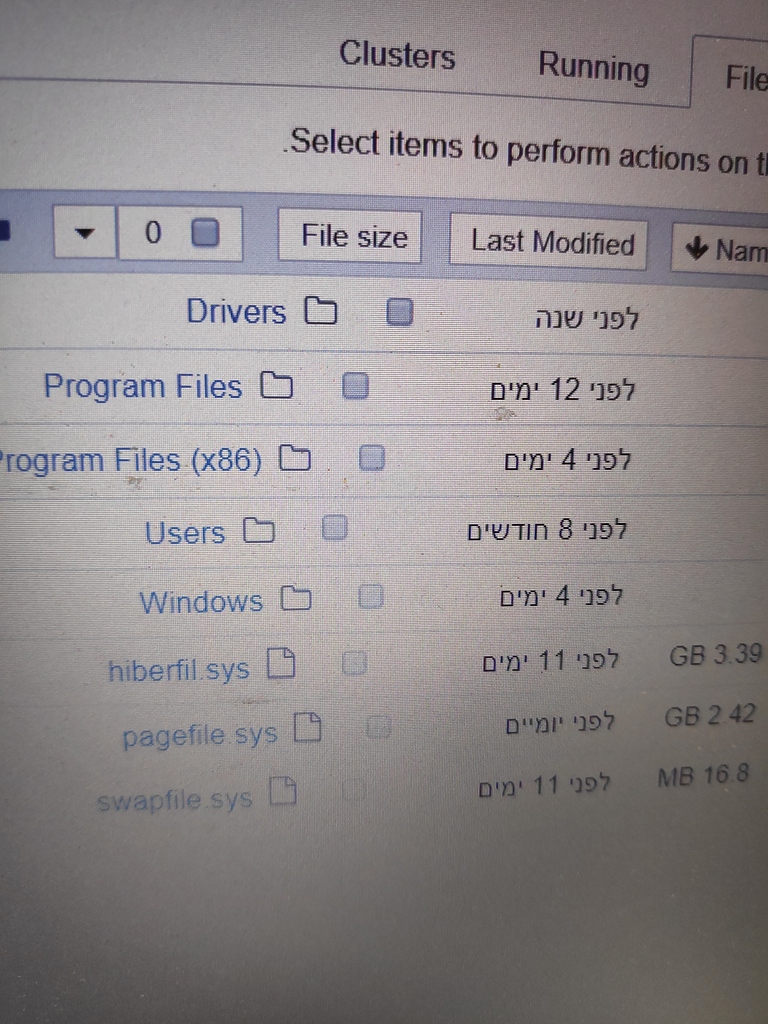 Clusters Running File
.Select items to perform actions on
0 File size Last Modified
Drivers לפני שנה
Program Files לפני 12 ימים
Program Files (x86) לפני 4 ימים
Users לפני 8 חודשים
Windows לפני 4 ימים
hiberfil.sys לפני 11 ימים GB 3.39
pagefile.sys לפני יומיים GB 2.42
swapfile.sys לפני 11 ימים MB 16.8